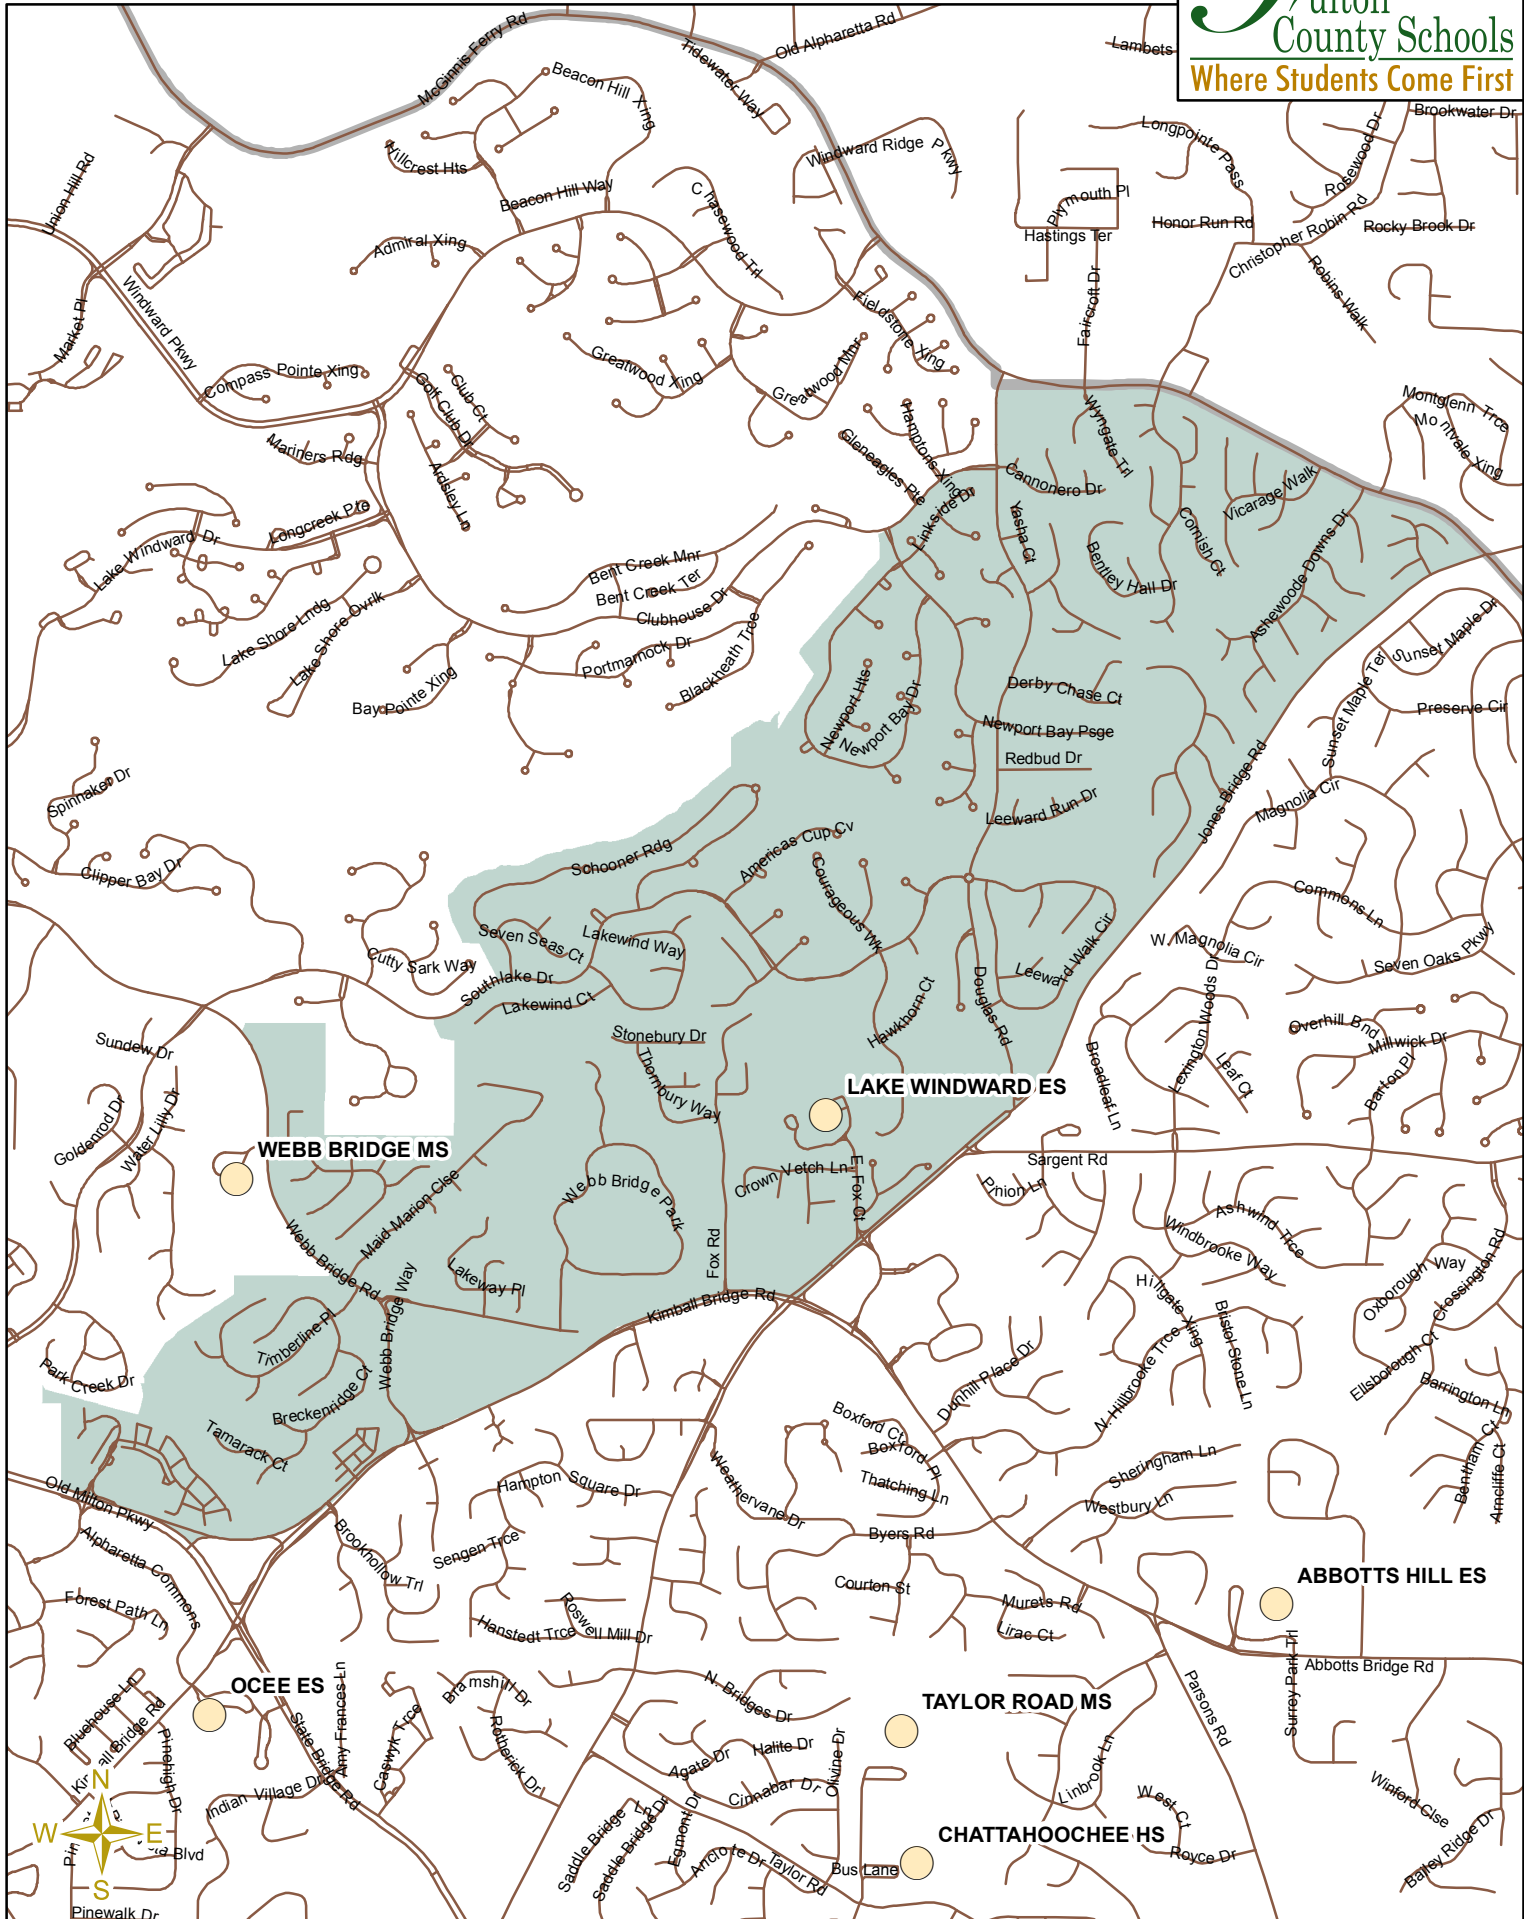 Fulton
County Schools
Where Students Come First
McGinnis Ferry Rd
Tidewater Way
Old Alpharetta Rd
Lambets
Beacon Hill Xing
Brookwater Dr
Hillcrest Hts
Windward Ridge Pkwy
Longpointe Pass
Rosewood Dr
Union Hill Rd
Beacon Hill Way
Chasewood Trl
Plymouth Pl
Hastings Ter
Honor Run Rd
Christopher Robin Rd
Rocky Brook Dr
Admiral Xing
Robins Walk
Market Pl
Windward Pkwy
Faircroft Dr
Fieldstone Xing
Compass Pointe Xing
Golf Club Dr
Club Ct
Greatwood Xing
Greatwood Mnr
Montglenn Trce
Montvale Xing
Mariners Rdg
Ardsley Ln
Gleneagles Pte
Hamptons Xing
Wyngate Trl
Cannonero Dr
Vicarage Walk
Longcreek Pte
Lake Windward Dr
Linkside Dr
Yasha Ct
Cornish Ct
Bentley Hall Dr
Ashewoode Downs Dr
Bent Creek Mnr
Bent Creek Ter
Clubhouse Dr
Lake Shore Lndg
Lake Shore Ovrlk
Portmarnock Dr
Blackheath Trce
Bay Pointe Xing
Sunset Maple Dr
Sunset Maple Ter
Preserve Cir
Newport Hts
Newport Bay Dr
Derby Chase Ct
Newport Bay Psge
Redbud Dr
Leeward Run Dr
Jones Bridge Rd
Magnolia Cir
Spinnaker Dr
Clipper Bay Dr
Schooner Rdg
Americas Cup Cv
Courageous Wk
Commons Ln
Seven Seas Ct
Lakewind Way
Cutty Sark Way
Southlake Dr
Lakewind Ct
Leeward Walk Cir
W. Magnolia Cir
Seven Oaks Pkwy
Stonebury Dr
Thornbury Way
Hawkhorn Ct
Douglas Rd
Lexington Woods Dr
Overhill Bnd
Millwick Dr
Broadleaf Ln
Leaf Ct
Barton Pl
Sundew Dr
Goldenrod Dr
Water Lilly Dr
LAKE WINDWARD ES
WEBB BRIDGE MS
Sargent Rd
Pnion Ln
Crown Vetch Ln
E. Fox Ct
Webb Bridge Park
Maid Marion Clse
Webb Bridge Rd
Fox Rd
Lakeway Pl
Kimball Bridge Rd
Webb Bridge Way
Windbrooke Way
Ashwind Trce
Hillgate Xing
Bristol Stone Ln
Oxborough Way
Crossington Rd
Ellsborough Ct
Barrington Ln
Park Creek Dr
Timberline Pl
Breckenridge Ct
Tamarack Ct
Dunhill Place Dr
N. Hillbrooke Trce
Boxford Ct
Boxford Pl
Thatching Ln
Sheringham Ln
Westbury Ln
Bentham Ct
Arncliffe Ct
Old Milton Pkwy
Hampton Square Dr
Weathervane Dr
Byers Rd
Alpharetta Commons
Brookhollow Trl
Sengen Trce
Courton St
ABBOTTS HILL ES
Forest Path Ln
Roswell Mill Dr
Hanstedt Trce
Murets Rd
Lirac Ct
Abbotts Bridge Rd
Surrey Park Trl
OCEE ES
Amy Frances Ln
Bramshill Dr
N. Bridges Dr
TAYLOR ROAD MS
Parsons Rd
Bluehouse Ln
Pinehigh Dr
State Bridge Rd
Caswyk Trce
Rotherick Dr
Agate Dr
Halite Dr
Olivine Dr
Cinnabar Dr
Linbrook Ln
Indian Village Dr
West Ct
Winford Clse
Bailey Ridge Dr
N
W
E
S
Blvd
Saddle Bridge
Saddle Bridge Dr
Egmont Dr
Anclote Dr
Taylor Rd
Bus Lane
CHATTAHOOCHEE HS
Royce Dr
Pinewalk Dr